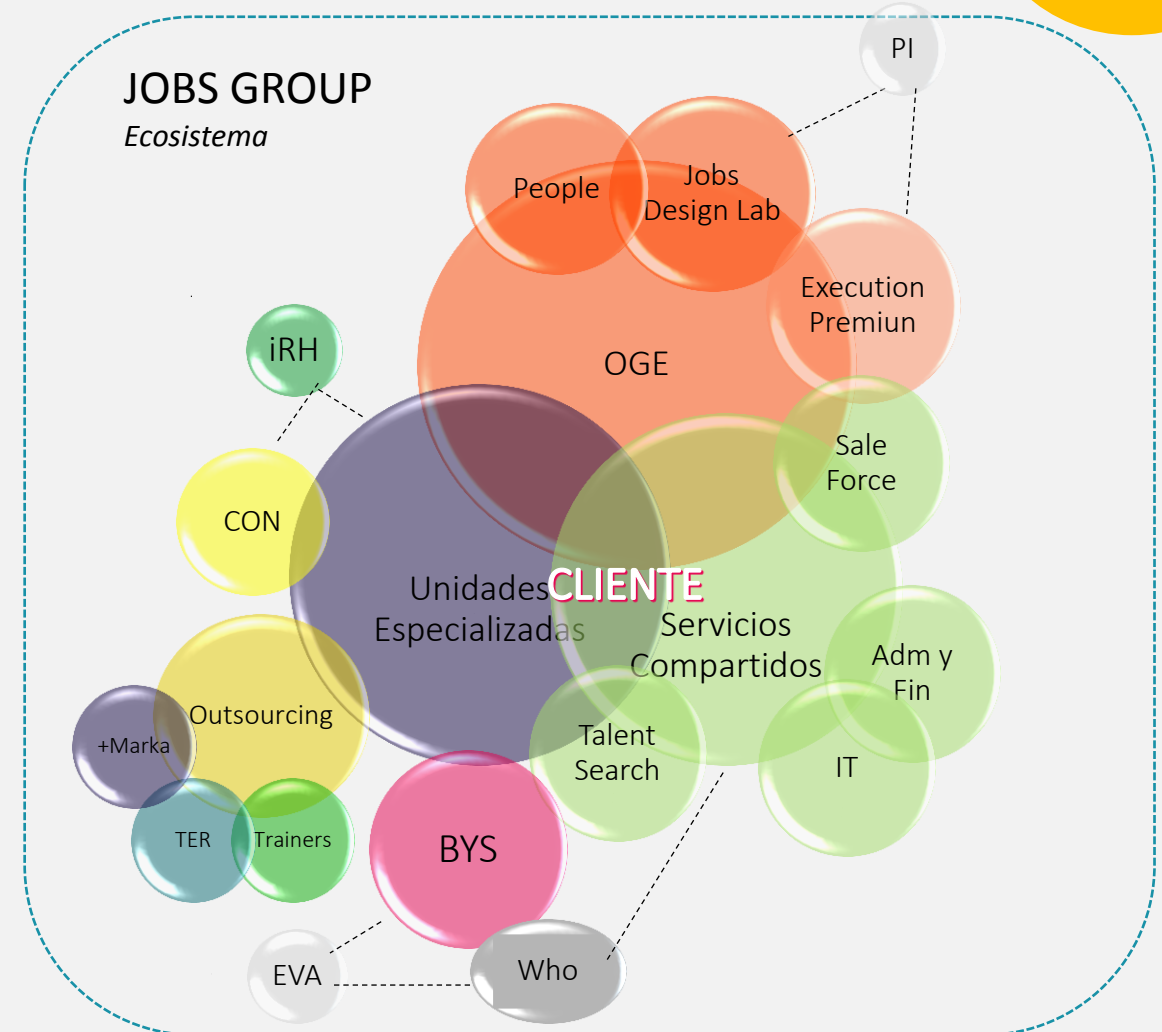 PI
JOBS GROUP
Ecosistema
People
Jobs
Design Lab
Execution
Premiun
iRH
OGE
Sale
Force
CON
Unidades
Especializadas
CLIENTE
Servicios
Compartidos
Adm y
Fin
Outsourcing
+Marka
Talent
Search
IT
TER
Trainers
BYS
EVA
Who